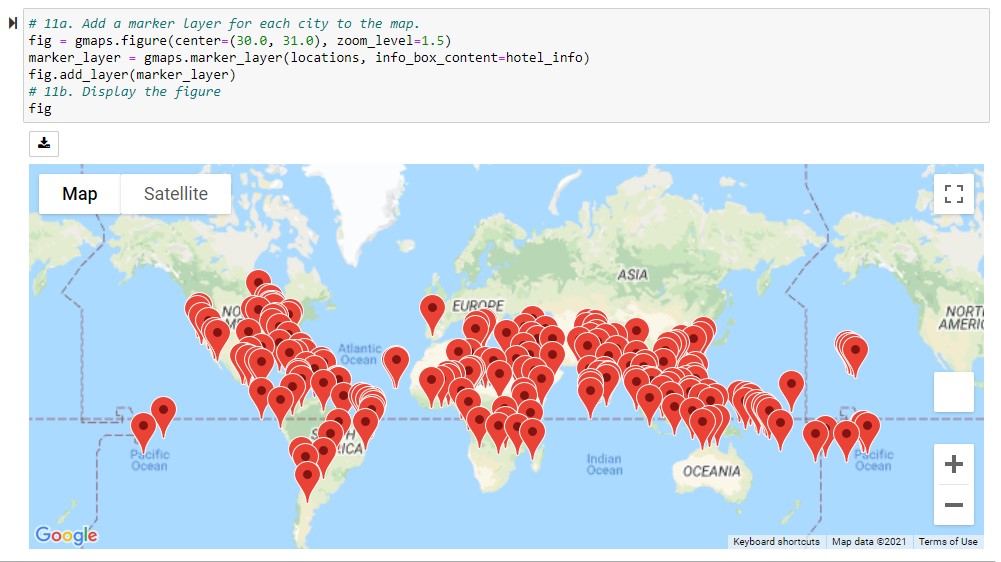 # 11a. Add a marker layer for each city to the map.
fig = gmaps.figure(center=(30.0, 31.0), zoom_level=1.5)
marker_layer = gmaps.marker_layer(locations, info_box_content=hotel_info)
fig.add_layer(marker_layer)
# 11b. Display the figure
fig
Map
Satellite
ASIA
EUROPE
NORT
AMERIC
Atlantic
Ocean
Pacific
Ocean
Indian
Ocean
OCEANIA
Pacific
Ocean
Google
Keyboard shortcuts
Map data ©2021
Terms of Use